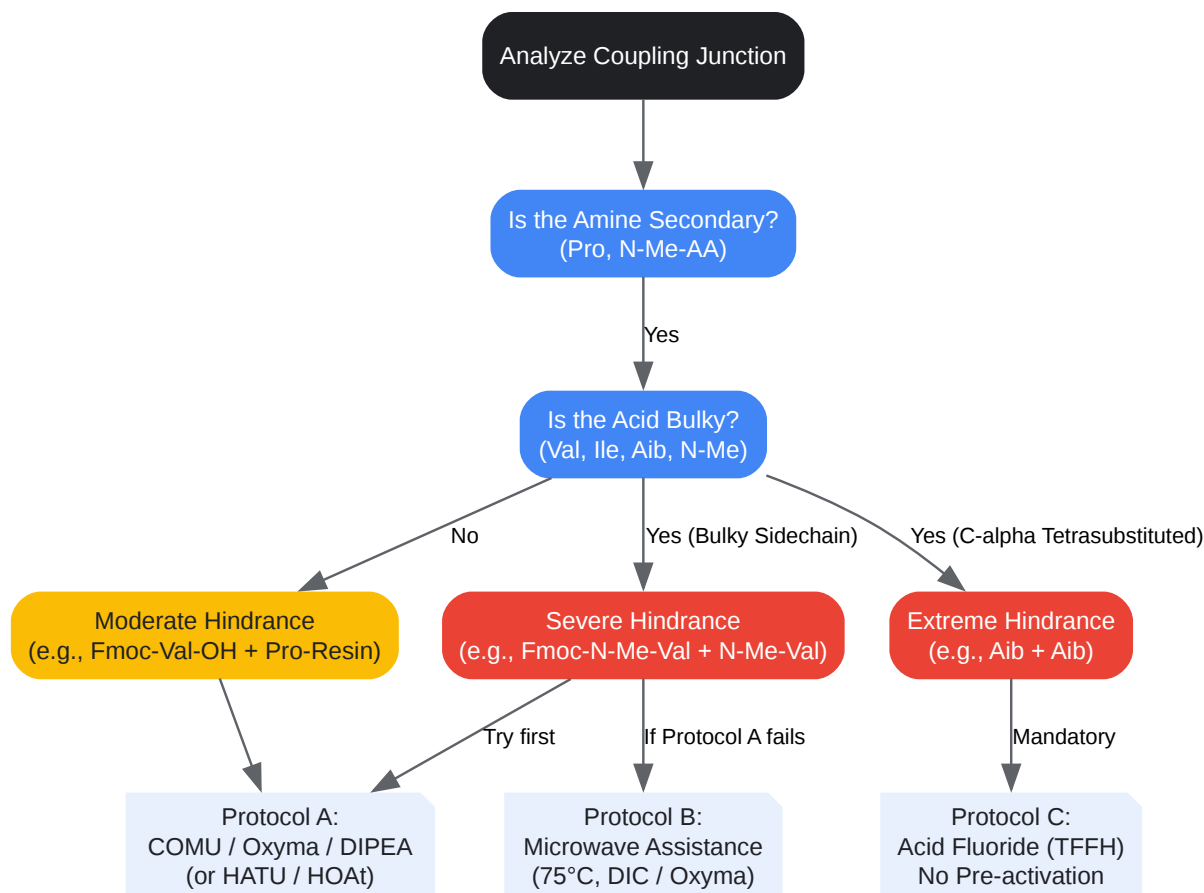 Analyze Coupling Junction
Is the Amine Secondary?
(Pro, N-Me-AA)
Yes
Is the Acid Bulky?
(Val, Ile, Aib, N-Me)
No
Yes (Bulky Sidechain)
Yes (C-alpha Tetrasubstituted)
Moderate Hindrance
(e.g., Fmoc-Val-OH + Pro-Resin)
Severe Hindrance
(e.g., Fmoc-N-Me-Val + N-Me-Val)
Extreme Hindrance
(e.g., Aib + Aib)
Try first
If Protocol A fails
Mandatory
Protocol A:
COMU / Oxyma / DIPEA
(or HATU / HOAt)
Protocol B:
Microwave Assistance
(75°C, DIC / Oxyma)
Protocol C:
Acid Fluoride (TFFH)
No Pre-activation